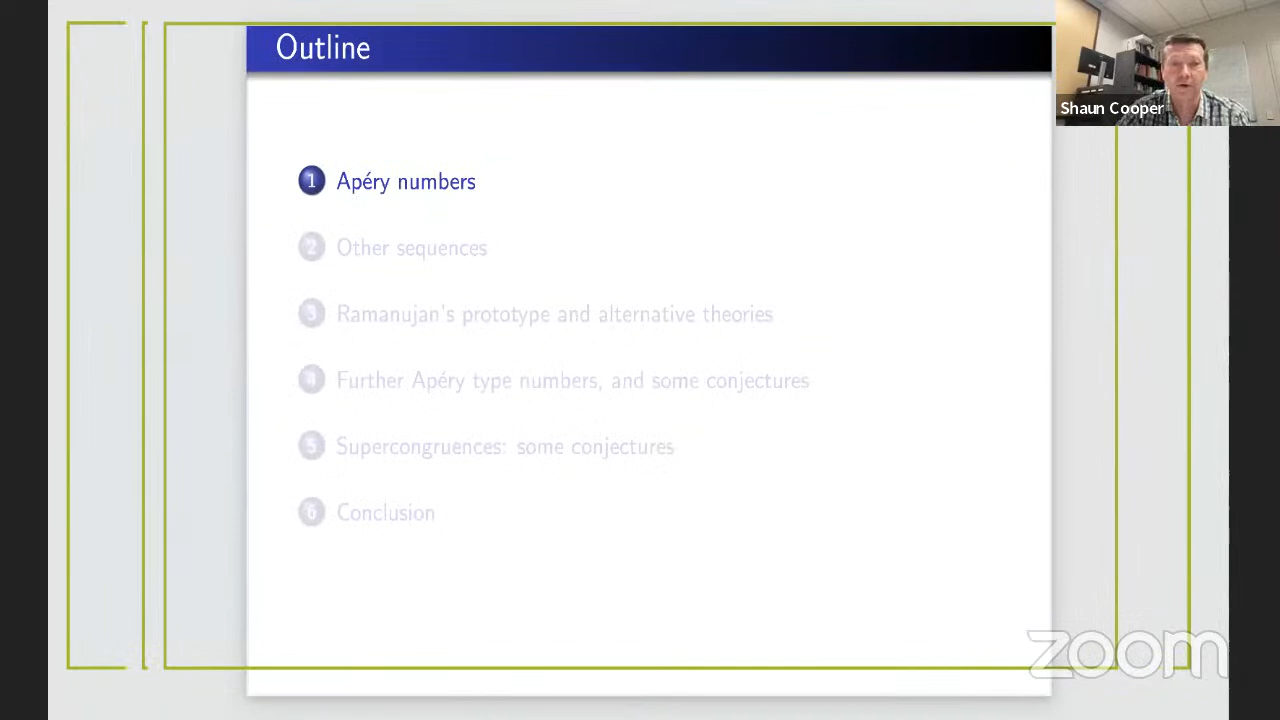 Outline
Shaun Cooper
1 Apéry numbers
2 Other sequences
3 Ramanujan's prototype and alternative theories
4 Further Apéry type numbers, and some conjectures
5 Supercongruences: some conjectures
6 Conclusion
zoom